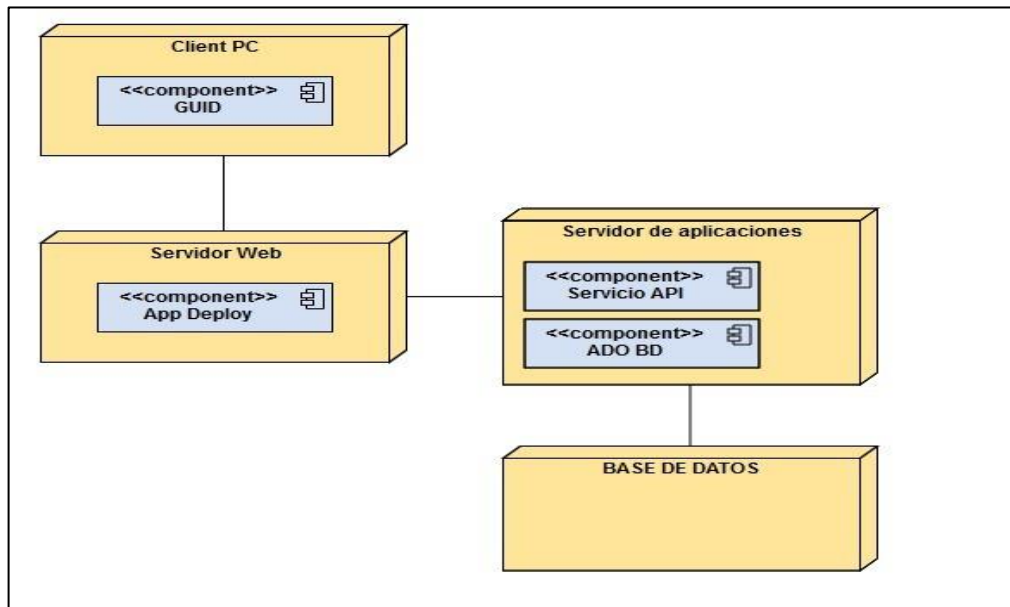 Client PC
<<component>>
GUID
Servidor Web
<<component>>
App Deploy
Servidor de aplicaciones
<<component>>
Servicio API
<<component>>
ADO BD
BASE DE DATOS